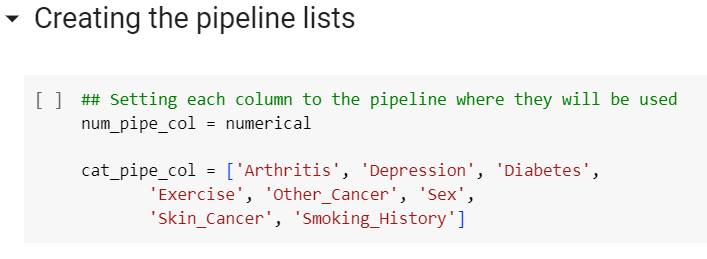 Creating the pipeline lists
[ ] ## Setting each column to the pipeline where they will be used
num_pipe_col = numerical
cat_pipe_col = ['Arthritis', 'Depression', 'Diabetes',
'Exercise', 'Other_Cancer', 'Sex',
'Skin_Cancer', 'Smoking_History']